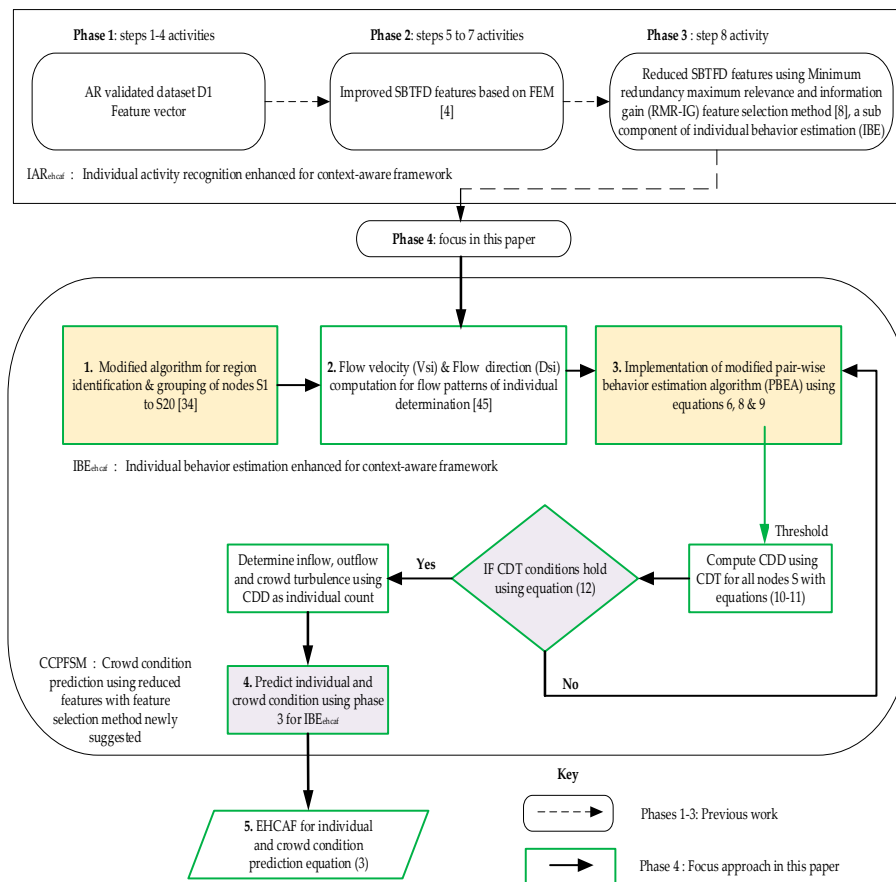 Phase 1: steps 1-4 activities
Phase 2: steps 5 to 7 activities
Phase 3 : step 8 activity
AR validated dataset D1
Feature vector
Improved SBTFD features based on FEM
[4]
Reduced SBTFD features using Minimum
redundancy maximum relevance and information
gain (RMR-IG) feature selection method [8], a sub
component of individual behavior estimation (IBE)
IARehcaf : Individual activity recognition enhanced for context-aware framework
Phase 4: focus in this paper
1. Modified algorithm for region
identification & grouping of nodes S1
to S20 [34]
2. Flow velocity (Vsi) & Flow direction (Dsi)
computation for flow patterns of individual
determination [45]
3. Implementation of modified pair-wise
behavior estimation algorithm (PBEA) using
equations 6, 8 & 9
IBEehcaf : Individual behavior estimation enhanced for context-aware framework
Threshold
Determine inflow, outflow
and crowd turbulence using
CDD as individual count
Yes
IF CDT conditions hold
using equation (12)
Compute CDD using
CDT for all nodes S with
equations (10-11)
No
CCPFSM : Crowd condition
prediction using reduced
features with feature
selection method newly
suggested
4. Predict individual and
crowd condition using phase
3 for IBEehcaf
5. EHCAF for individual
and crowd condition
prediction equation (3)
Key
Phases 1-3: Previous work
Phase 4 : Focus approach in this paper